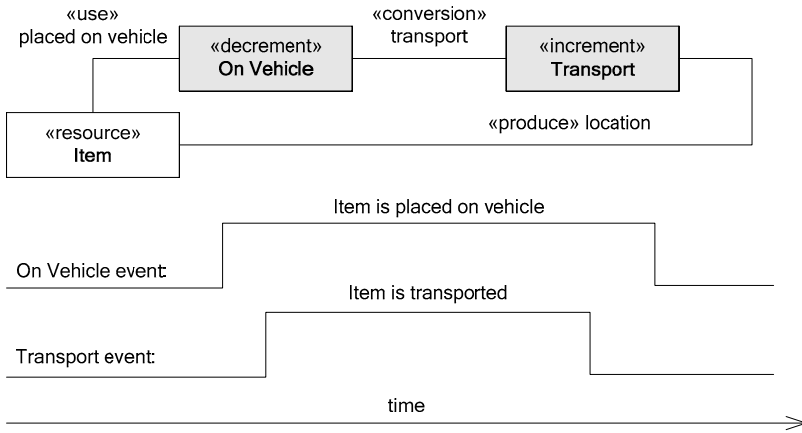 «use»
placed on vehicle
«decrement»
On Vehicle
«conversion»
transport
«increment»
Transport
«resource»
Item
«produce» location
Item is placed on vehicle
On Vehicle event:
Item is transported
Transport event:
time